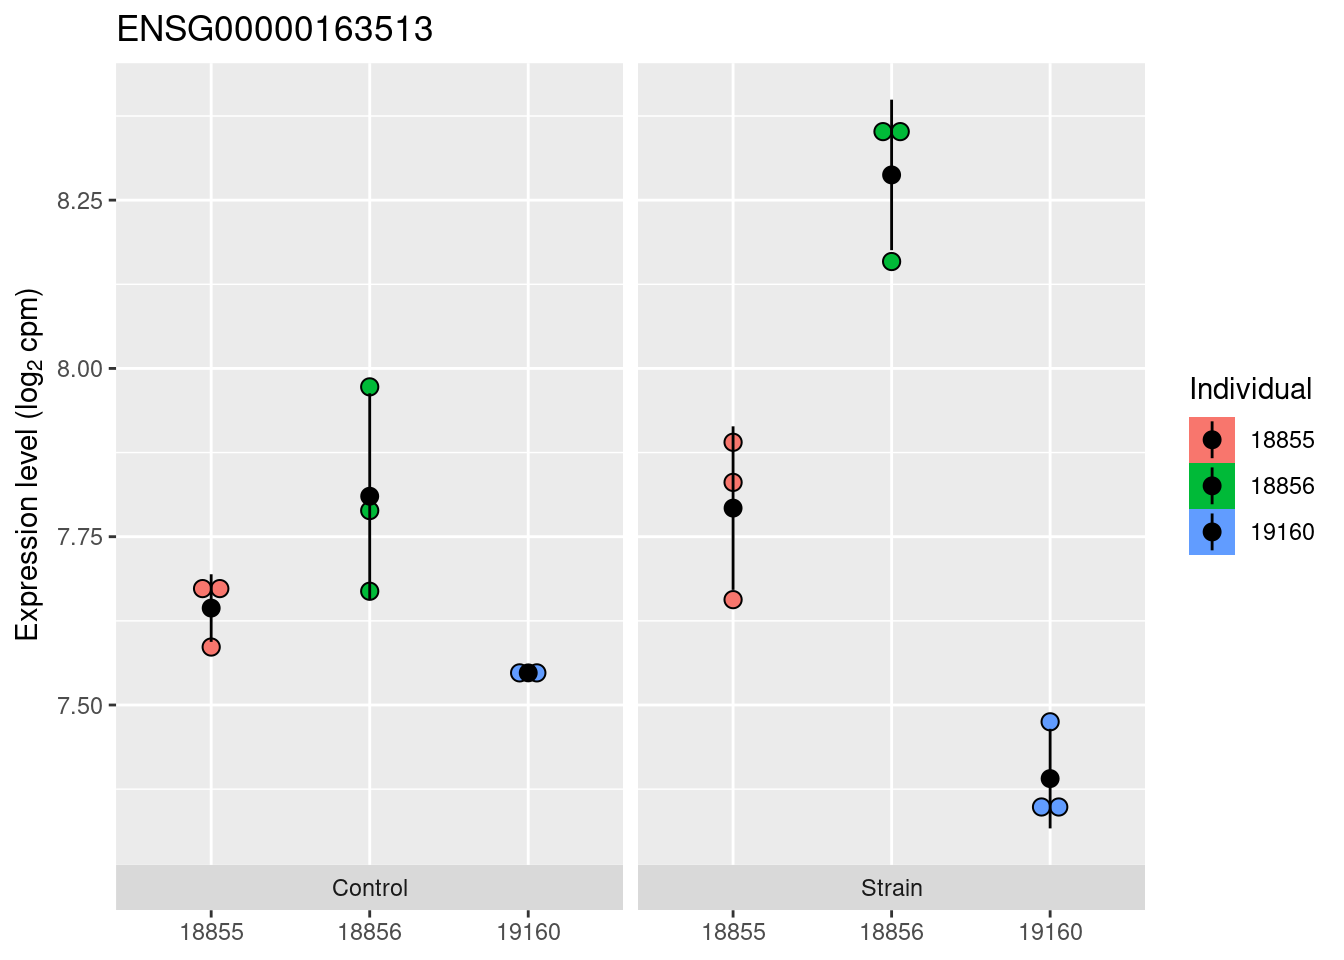 ENSG00000163513
Expression level (log₂ cpm)
8.25
8.00
7.75
7.50
Control
Strain
18855
18856
19160
18855
18856
19160
Individual
18855
18856
19160